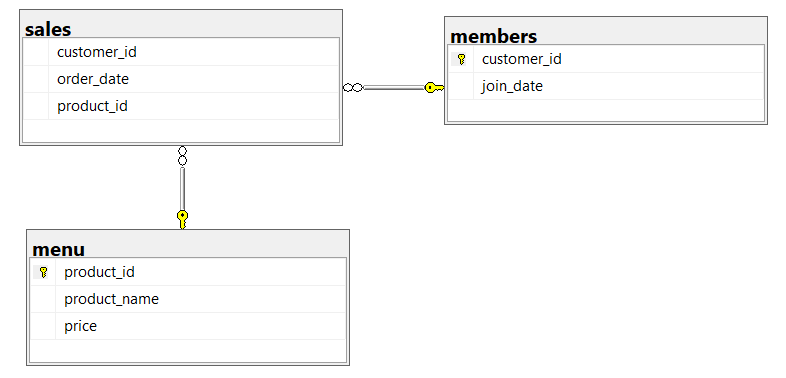 sales
customer_id
order_date
product_id
members
customer_id
join_date
menu
product_id
product_name
price